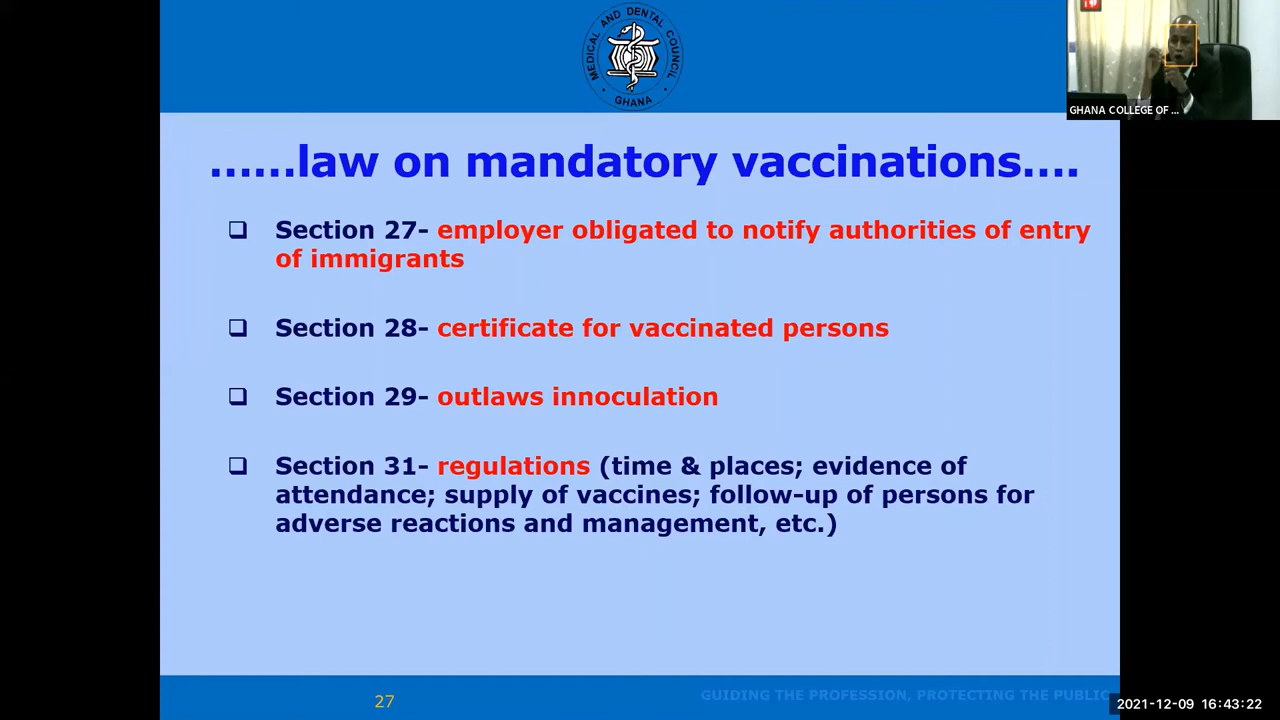 MEDICAL AND DENTAL COUNCIL
GHANA
GHANA COLLEGE OF ...
......law on mandatory vaccinations....
❑ Section 27- employer obligated to notify authorities of entry
of immigrants
❑ Section 28- certificate for vaccinated persons
❑ Section 29- outlaws innoculation
❑ Section 31- regulations (time & places; evidence of
attendance; supply of vaccines; follow-up of persons for
adverse reactions and management, etc.)
27
GUIDING THE PROFESSION, PROTECTING THE PUBLIC
2021-12-09 16:43:22